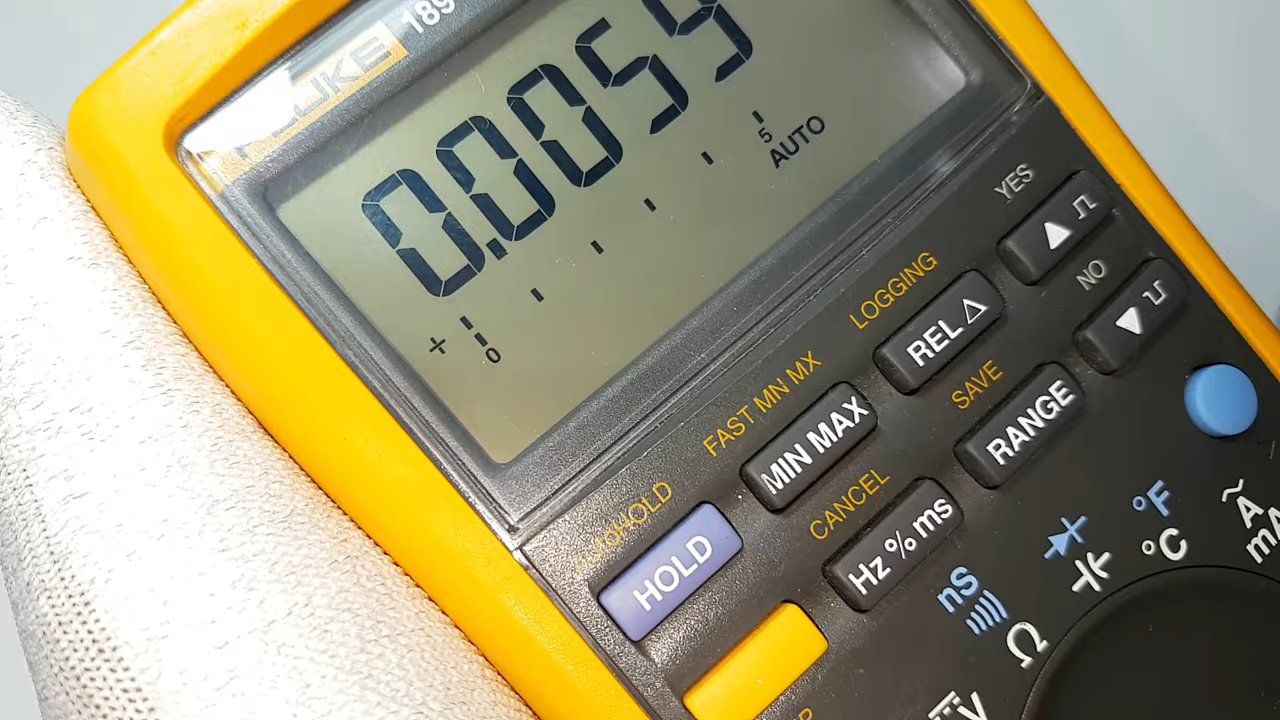 FLUKE 189
0.0059
5
AUTO
+
0
YES
NO
LOGGING
REL △
SAVE
RANGE
FAST MN MX
MIN MAX
CANCEL
Hz % ms
AutoHOLD
HOLD
nS
Ω
°F
°C
A
mA